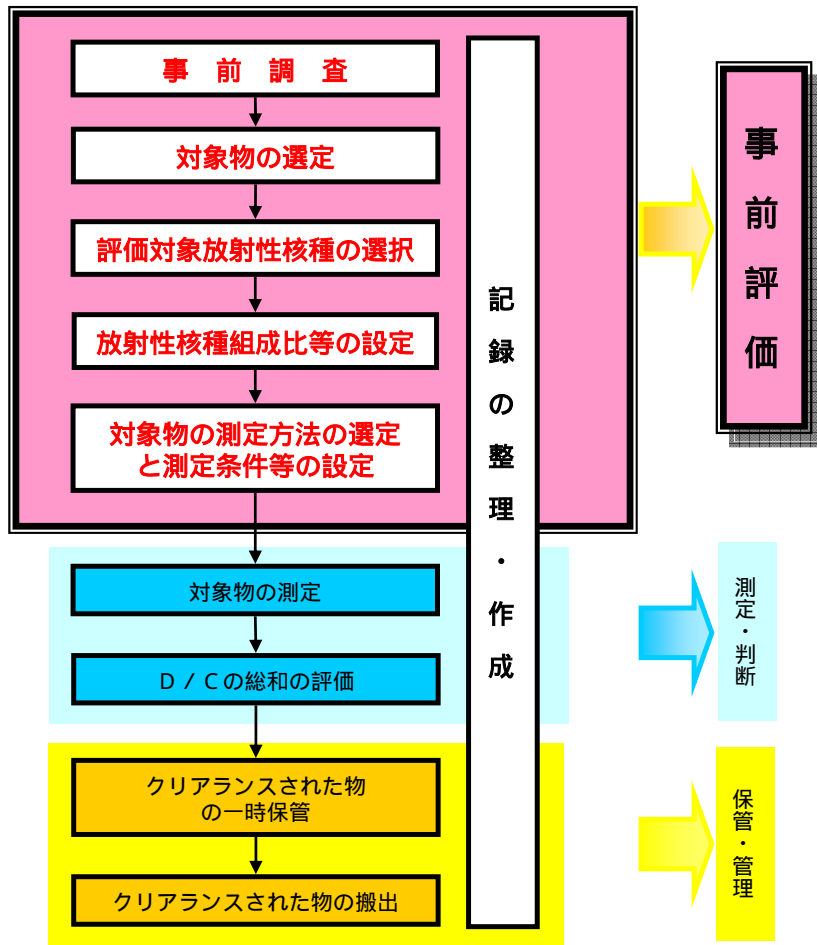 事 前 調 査
対象物の選定
評価対象放射性核種の選択
放射性核種組成比等の設定
対象物の測定方法の選定
と測定条件等の設定
対象物の測定
D/Cの総和の評価
クリアランスされた物
の一時保管
クリアランスされた物の搬出
記録の整理・作成
事前評価
測定・判断
保管・管理